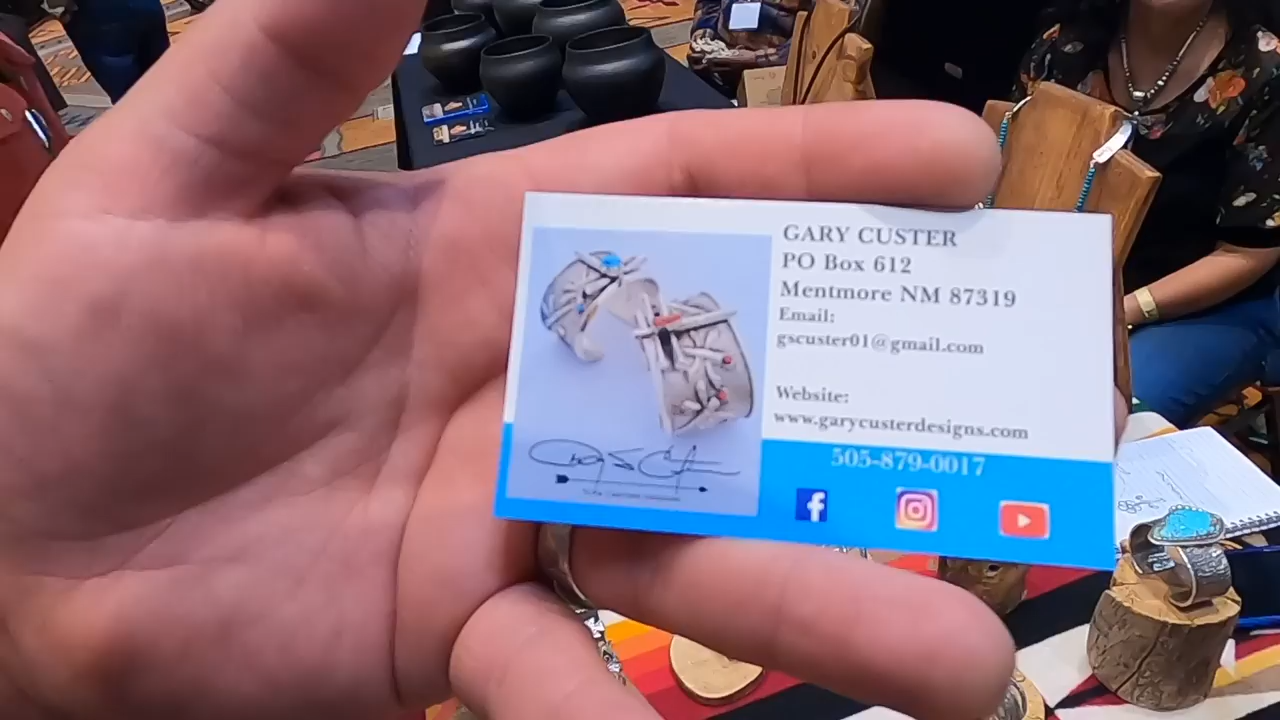 GARY CUSTER
PO Box 612
Mentmore NM 87319
Email:
gscuster01@gmail.com
Website:
www.garycusterdesigns.com
505-879-0017